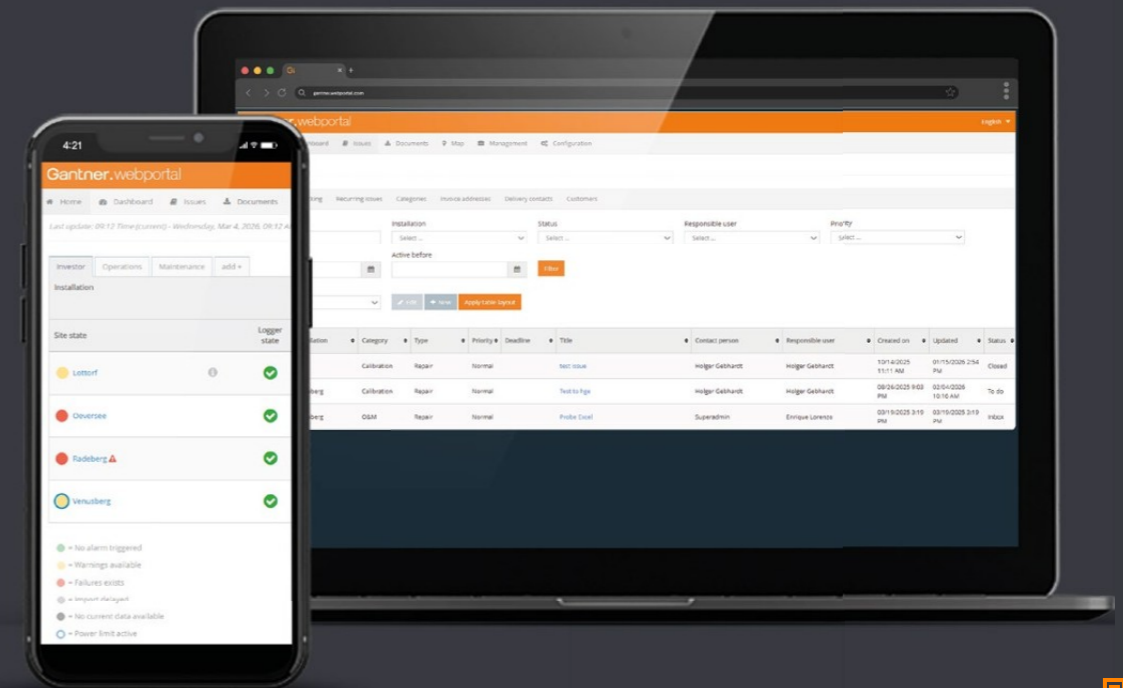 4:21
Gantner.webportal
Home Dashboard Issues Documents
Last update: 09:12 Time (current) - Wednesday, Mar 4, 2026, 09:12 A
Investor Operations Maintenance add +
Installation
Site state Logger state
Lottorf
Oeversee
Radeberg
Venusberg
= No alarm triggered
= Warnings available
= Failures exists
= Import delayed
= No current data available
= Power limit active
gantner.webportal.com
webportal English
Issues Documents Map Management Configuration
Recurring issues Categories Invoice addresses Delivery contacts Customers
Installation Status Responsible user Priority
Select ... Select ... Select ... Select ...
Active before
Filter
Edit + New Apply table layout
Category Type Priority Deadline Title Contact person Responsible user Created on Updated Status
Calibration Repair Normal test issue Holger Gebhardt Holger Gebhardt 10/14/2025 11:11 AM 01/15/2026 2:54 PM Closed
berg Calibration Repair Normal Holger Gebhardt Holger Gebhardt 08/26/2025 9:03 PM 02/04/2026 10:16 AM To do
berg O&M Repair Normal Probe Excel Superadmin Enrique Lorenzo 03/19/2025 3:19 PM 03/19/2025 3:19 PM Inbox